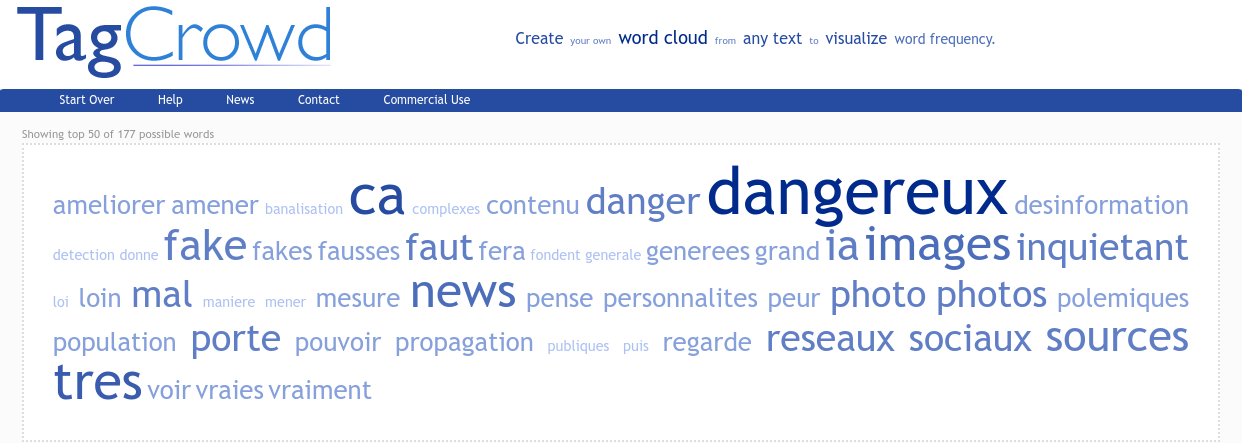 TagCrowd
Create your own word cloud from any text to visualize word frequency.
Start Over Help News Contact Commercial Use
Showing top 50 of 177 possible words
ameliorer amener banalisation ca complexes contenu danger dangereux desinformation
detection donne fake fakes fausses faut fera fondent generale generees grand ia images inquietant
loi loin mal maniere mener mesure news pense personnalites peur photo photos polemiques
population porte pouvoir propagation publiques puis regarde reseaux sociaux sources
tres voir vraies vraiment